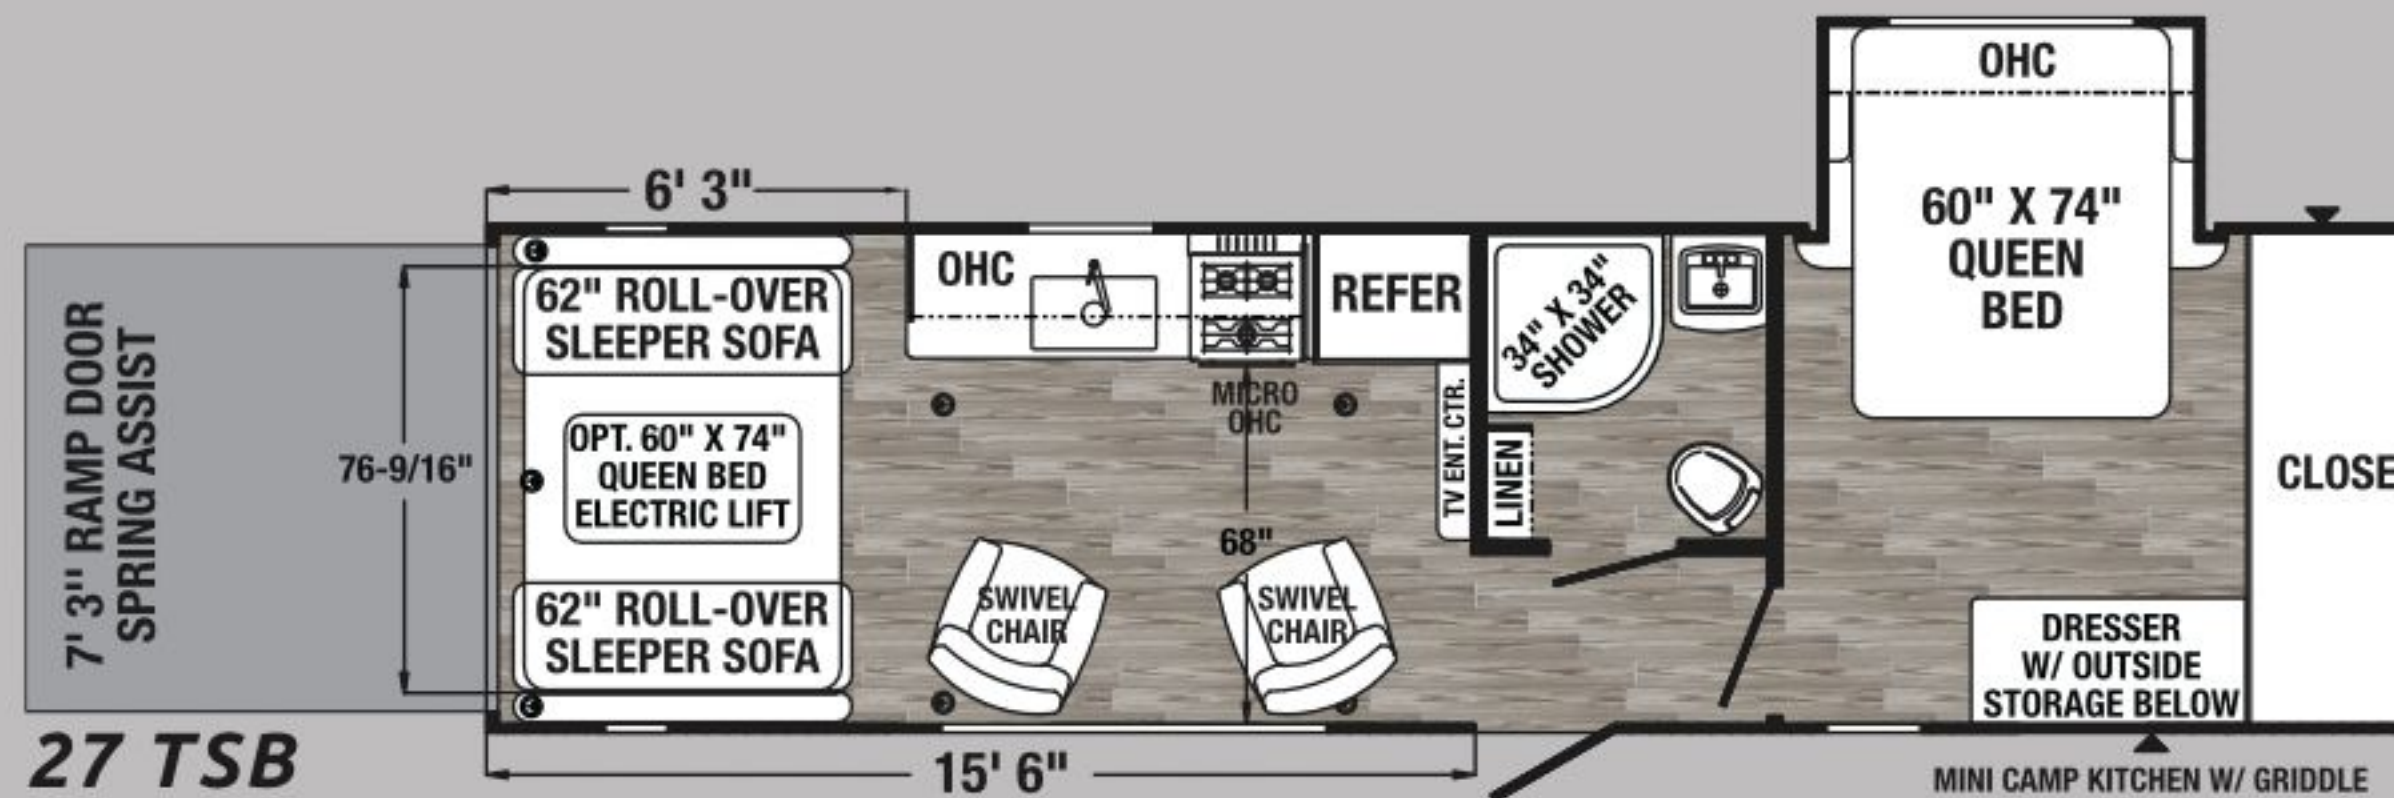 7' 3" RAMP DOOR
SPRING ASSIST
27 TSB
6' 3"
76-9/16"
62" ROLL-OVER
SLEEPER SOFA
OPT. 60" X 74"
QUEEN BED
ELECTRIC LIFT
62" ROLL-OVER
SLEEPER SOFA
15' 6"
OHC
MICRO
OHC
68"
SWIVEL
CHAIR
SWIVEL
CHAIR
REFER
TV ENT. CTR.
34" X 34"
SHOWER
LINEN
OHC
60" X 74"
QUEEN
BED
CLOSE
DRESSER
W/ OUTSIDE
STORAGE BELOW
MINI CAMP KITCHEN W/ GRIDDLE